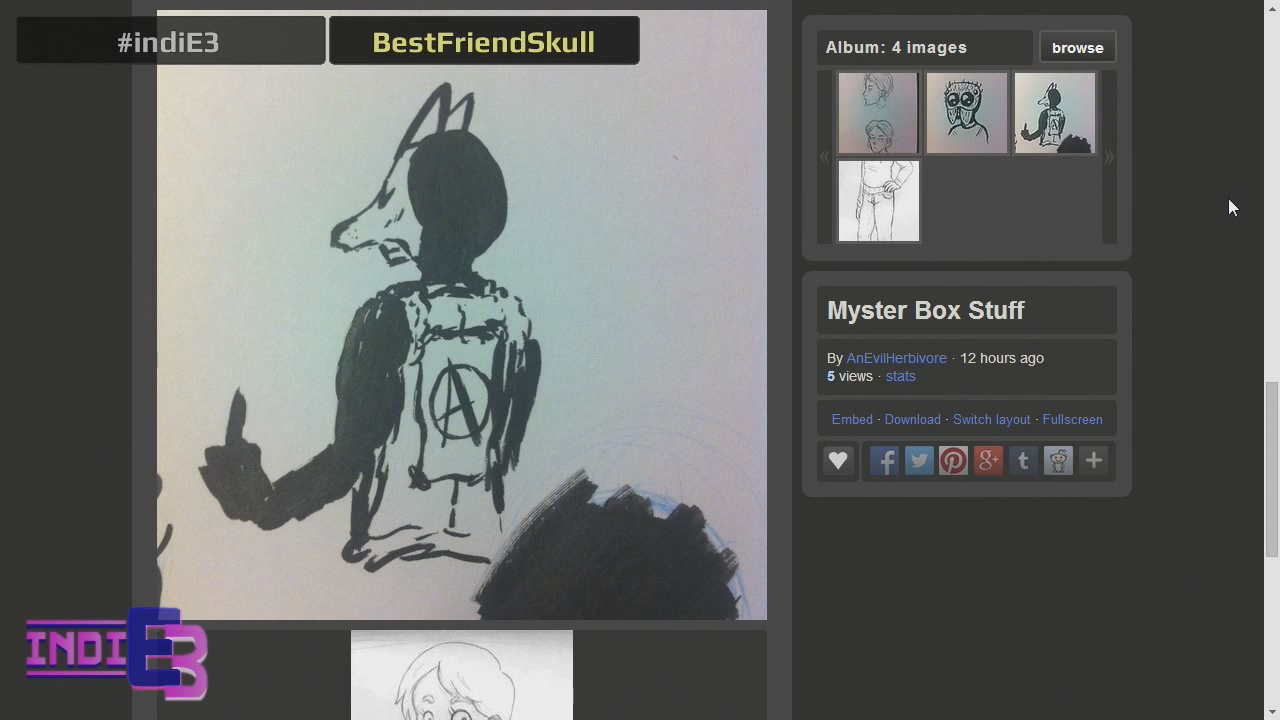 #indiE3
BestFriendSkull
Album: 4 images
browse
«
»
Myster Box Stuff
By AnEvilHerbivore · 12 hours ago
5 views · stats
Embed · Download · Switch layout · Fullscreen
A
INDIE3